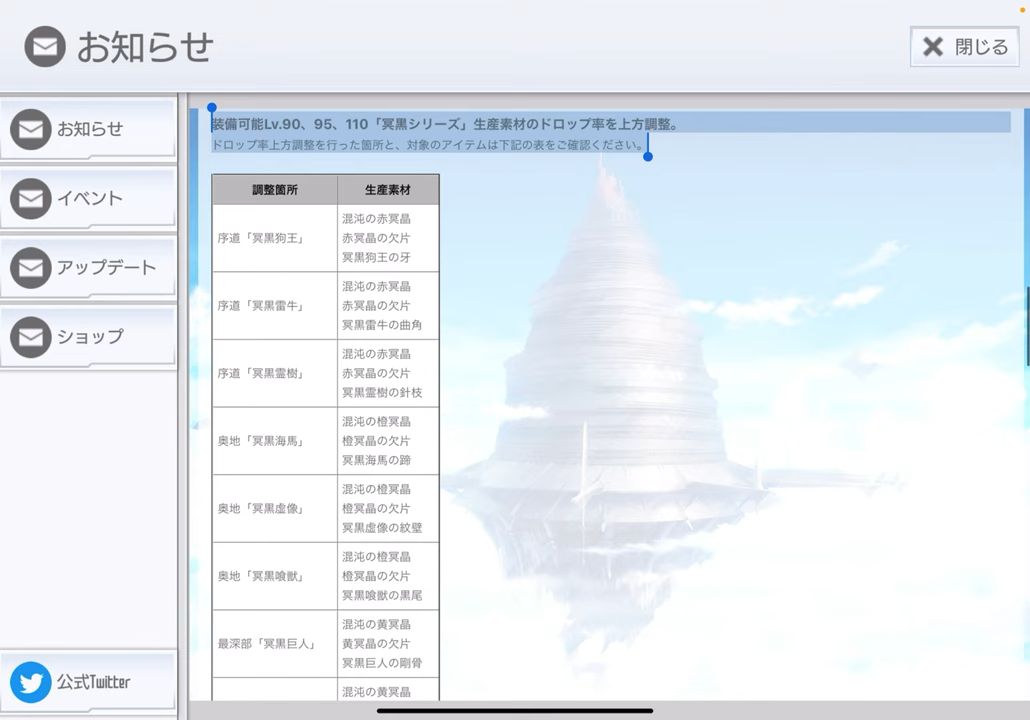 お知らせ
閉じる
お知らせ
イベント
アップデート
ショップ
公式Twitter
装備可能Lv.90、95、110「冥黒シリーズ」生産素材のドロップ率を上方調整。
ドロップ率上方調整を行った箇所と、対象のアイテムは下記の表をご確認ください。
調整箇所 生産素材
序道「冥黒狗王」
混沌の赤冥晶
赤冥晶の欠片
冥黒狗王の牙
序道「冥黒雷牛」
混沌の赤冥晶
赤冥晶の欠片
冥黒雷牛の曲角
序道「冥黒霊樹」
混沌の赤冥晶
赤冥晶の欠片
冥黒霊樹の針枝
奥地「冥黒海馬」
混沌の橙冥晶
橙冥晶の欠片
冥黒海馬の蹄
奥地「冥黒虚像」
混沌の橙冥晶
橙冥晶の欠片
冥黒虚像の紋壁
奥地「冥黒喰獣」
混沌の橙冥晶
橙冥晶の欠片
冥黒喰獣の黒尾
最深部「冥黒巨人」
混沌の黄冥晶
黄冥晶の欠片
冥黒巨人の剛骨
混沌の黄冥晶